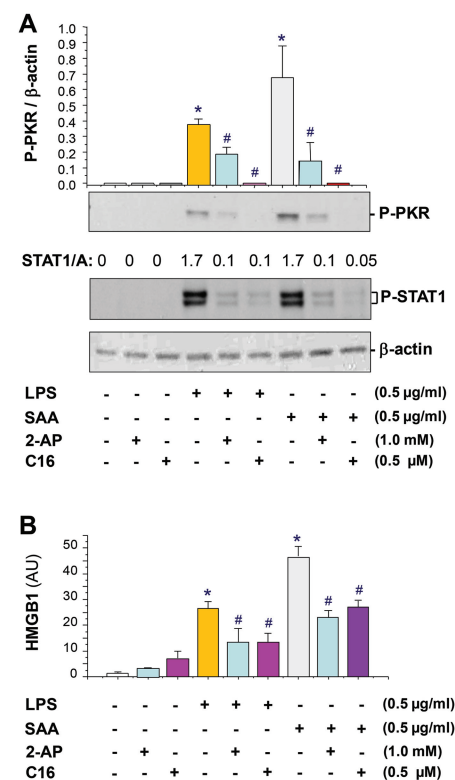 A
P-PKR / β-actin
1.0
0.9
0.8
0.7
0.6
0.5
0.4
0.3
0.2
0.1
0.0
* # # * # #
P-PKR
STAT1/A: 0 0 0 1.7 0.1 0.1 1.7 0.1 0.05
P-STAT1
β-actin
LPS - - - + + + - - - (0.5 µg/ml)
SAA - - - - - - + + + (0.5 µg/ml)
2-AP - + - - + - - + - (1.0 mM)
C16 - - + - - + - - + (0.5 µM)
B
HMGB1 (AU)
50
40
30
20
10
0
* # # * # #
LPS - - - + + + - - - (0.5 µg/ml)
SAA - - - - - - + + + (0.5 µg/ml)
2-AP - + - - + - - + - (1.0 mM)
C16 - - + - - + - - + (0.5 µM)